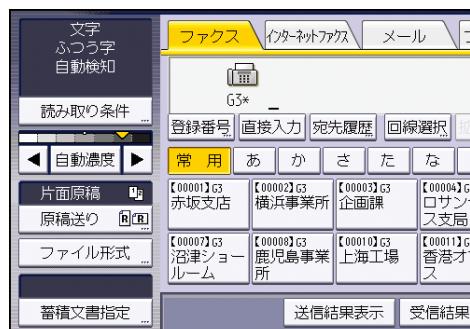 文字
ふつう字
自動検知
読み取り条件
自動濃度
片面原稿
原稿送り
ファイル形式
蓄積文書指定
ファクス
インターネットファクス
メール
G3*
登録番号
直接入力
宛先履歴
回線選択
常用
あ
か
さ
た
な
【00001】G3
赤坂支店
【00002】G3
横浜事業所
【00003】G3
企画課
【00004】G
ロサン
ス支局
【00007】G3
沼津ショー
ルーム
【00008】G3
鹿児島事業
所
【00010】G3
上海工場
【00011】G
香港オ
ス
送信結果表示
受信結果